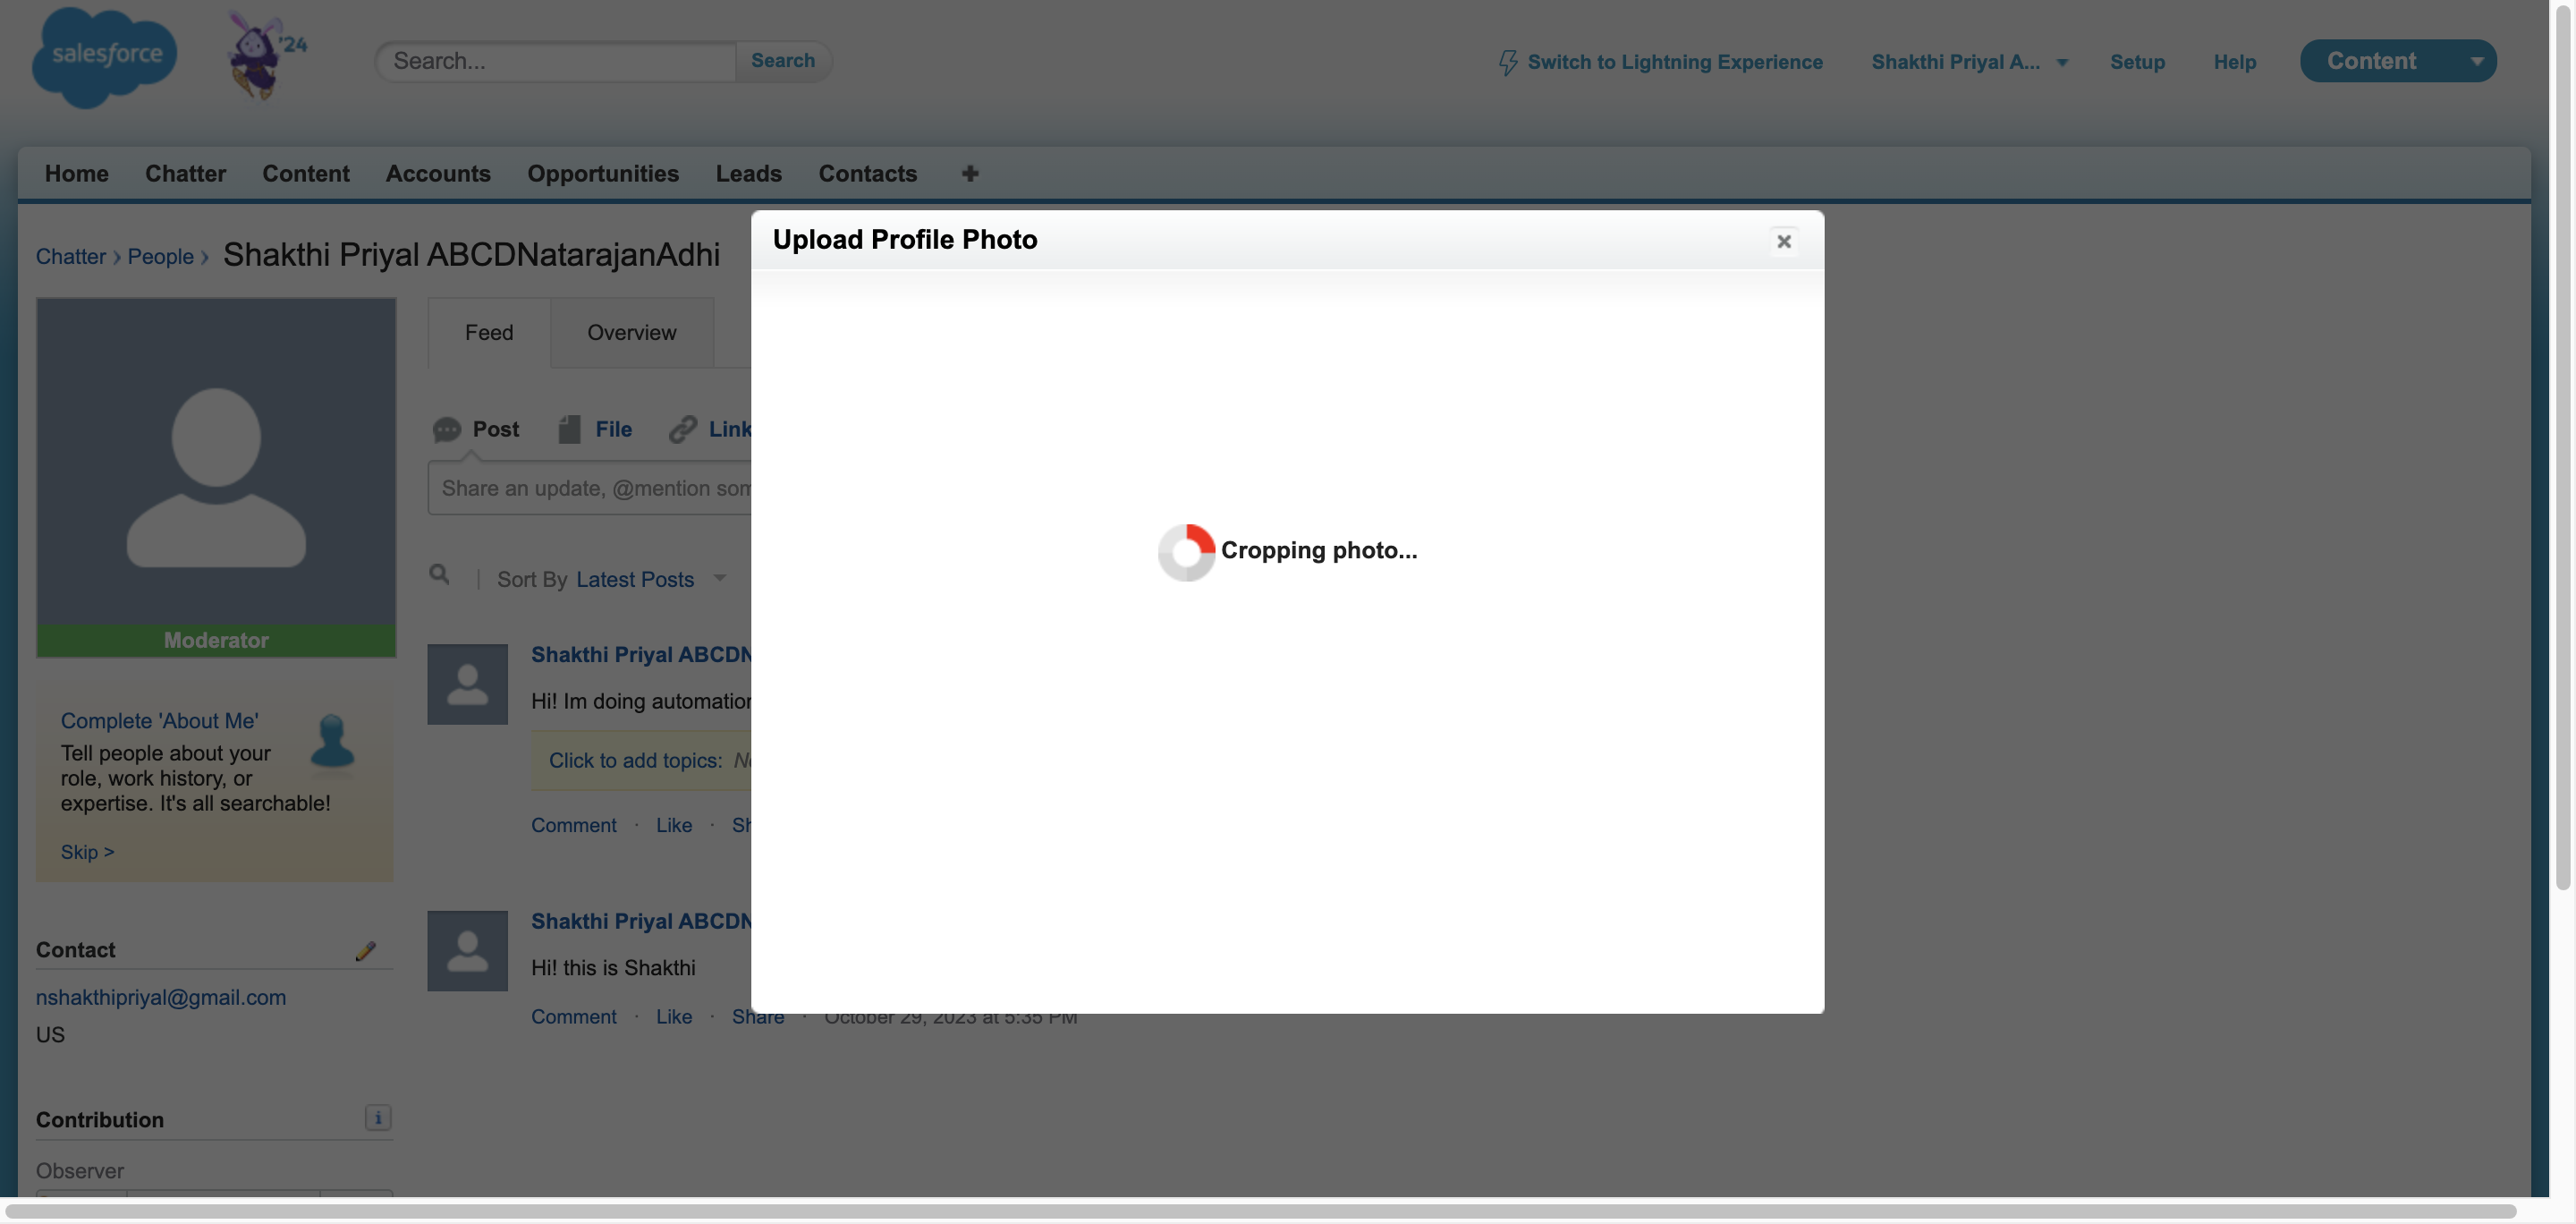 salesforce
'24
Search...
Search
Switch to Lightning Experience
Shakthi Priyal A...
Setup
Help
Content
Home
Chatter
Content
Accounts
Opportunities
Leads
Contacts
Chatter
People
Shakthi Priyal ABCDNatarajanAdhi
Upload Profile Photo
Cropping photo...
Moderator
Complete 'About Me'
Tell people about your
role, work history, or
expertise. It's all searchable!
Skip >
Contact
nshakthipriyal@gmail.com
US
Contribution
Observer
Feed
Overview
Post
File
Link
Share an update, @mention som
Sort By Latest Posts
Shakthi Priyal ABCDN
Hi! Im doing automation
Click to add topics:
Comment · Like · Sh
Shakthi Priyal ABCDN
Hi! this is Shakthi
Comment · Like · Share · October 29, 2023 at 5:35 PM